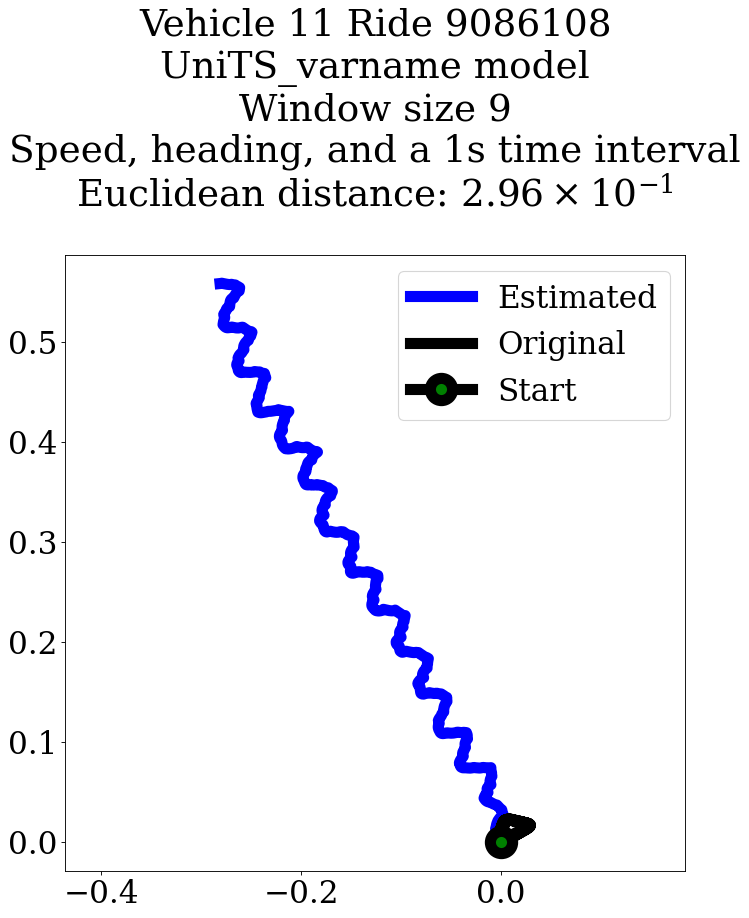 Vehicle 11 Ride 9086108
UniTS_varname model
Window size 9
Speed, heading, and a 1s time interval
Euclidean distance: 2.96 × 10⁻¹
Estimated
Original
Start
0.5
0.4
0.3
0.2
0.1
0.0
−0.4
−0.2
0.0